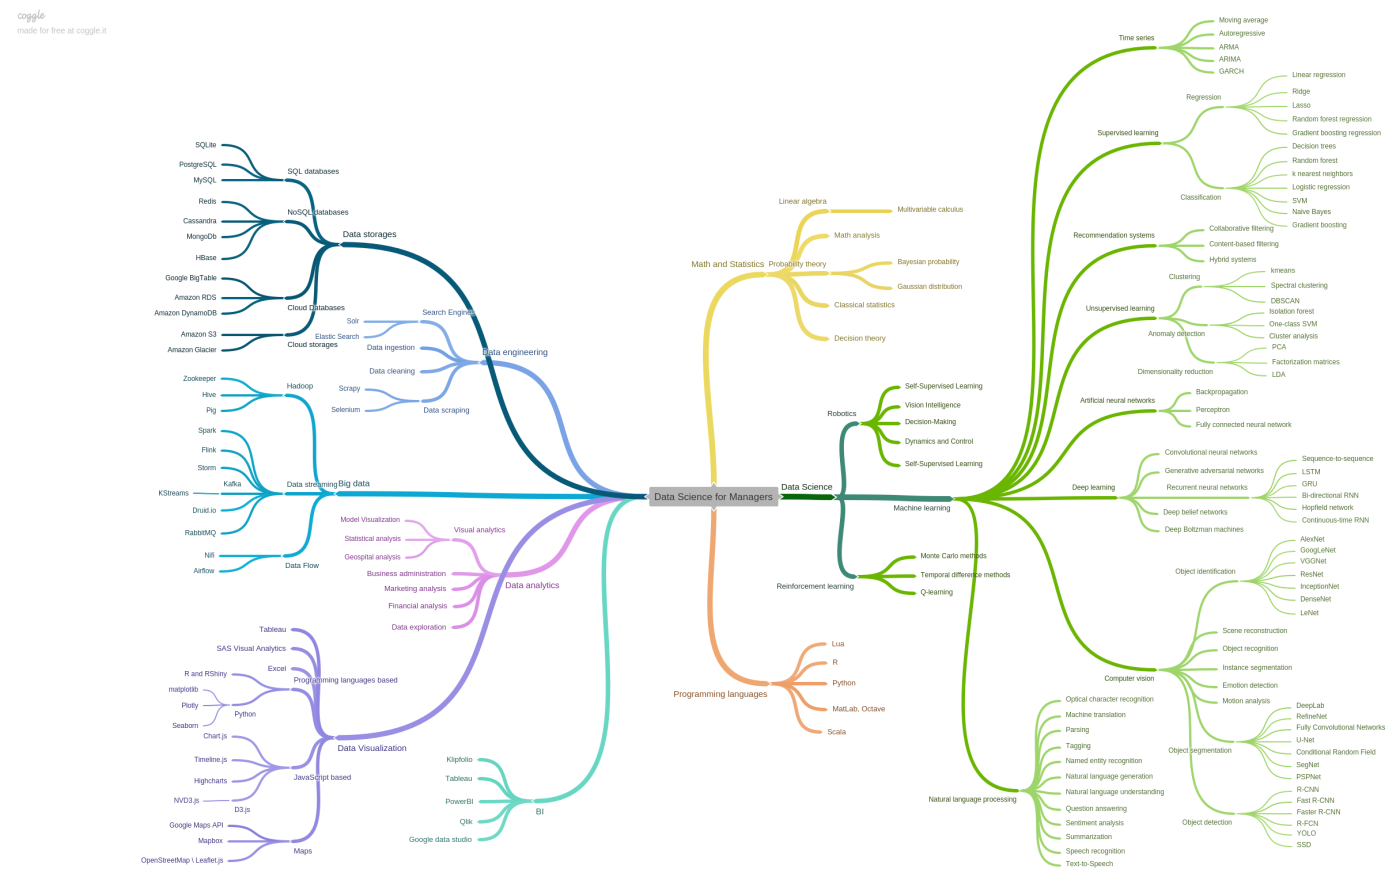 coggle
made for free at coggle.it
Data Science for Managers
Data storages
SQL databases
SQLite
PostgreSQL
MySQL
NoSQL databases
Redis
Cassandra
MongoDb
HBase
Cloud Databases
Google BigTable
Amazon RDS
Amazon DynamoDB
Cloud storages
Amazon S3
Amazon Glacier
Data engineering
Search Engines
Solr
Elastic Search
Data ingestion
Data cleaning
Data scraping
Scrapy
Selenium
Big data
Hadoop
Zookeeper
Hive
Pig
Data streaming
Spark
Flink
Storm
Kafka
KStreams
Druid.io
RabbitMQ
Data Flow
Nifi
Airflow
Data analytics
Visual analytics
Model Visualization
Statistical analysis
Geospital analysis
Business administration
Marketing analysis
Financial analysis
Data exploration
Data Visualization
Tableau
SAS Visual Analytics
Excel
Programming languages based
R and RShiny
Python
matplotlib
Plotly
Seaborn
JavaScript based
Chart.js
Timeline.js
Highcharts
D3.js
NVD3.js
Maps
Google Maps API
Mapbox
OpenStreetMap \ Leaflet.js
BI
Klipfolio
Tableau
PowerBI
Qlik
Google data studio
Math and Statistics
Linear algebra
Multivariable calculus
Math analysis
Probability theory
Bayesian probability
Gaussian distribution
Classical statistics
Decision theory
Data Science
Robotics
Self-Supervised Learning
Vision Intelligence
Decision-Making
Dynamics and Control
Self-Supervised Learning
Machine learning
Reinforcement learning
Monte Carlo methods
Temporal difference methods
Q-learning
Programming languages
Lua
R
Python
MatLab, Octave
Scala
Time series
Moving average
Autoregressive
ARMA
ARIMA
GARCH
Supervised learning
Regression
Linear regression
Ridge
Lasso
Random forest regression
Gradient boosting regression
Classification
Decision trees
Random forest
k nearest neighbors
Logistic regression
SVM
Naive Bayes
Gradient boosting
Recommendation systems
Collaborative filtering
Content-based filtering
Hybrid systems
Unsupervised learning
Clustering
kmeans
Spectral clustering
DBSCAN
Anomaly detection
Isolation forest
One-class SVM
Cluster analysis
Dimensionality reduction
PCA
Factorization matrices
LDA
Artificial neural networks
Backpropagation
Perceptron
Fully connected neural network
Deep learning
Convolutional neural networks
Generative adversarial networks
Recurrent neural networks
Sequence-to-sequence
LSTM
GRU
Bi-directional RNN
Hopfield network
Continuous-time RNN
Deep belief networks
Deep Boltzman machines
Computer vision
Object identification
AlexNet
GoogLeNet
VGGNet
ResNet
InceptionNet
DenseNet
LeNet
Scene reconstruction
Object recognition
Instance segmentation
Emotion detection
Motion analysis
Object segmentation
DeepLab
RefineNet
Fully Convolutional Networks
U-Net
Conditional Random Field
SegNet
PSPNet
Object detection
R-CNN
Fast R-CNN
Faster R-CNN
R-FCN
YOLO
SSD
Natural language processing
Optical character recognition
Machine translation
Parsing
Tagging
Named entity recognition
Natural language generation
Natural language understanding
Question answering
Sentiment analysis
Summarization
Speech recognition
Text-to-Speech